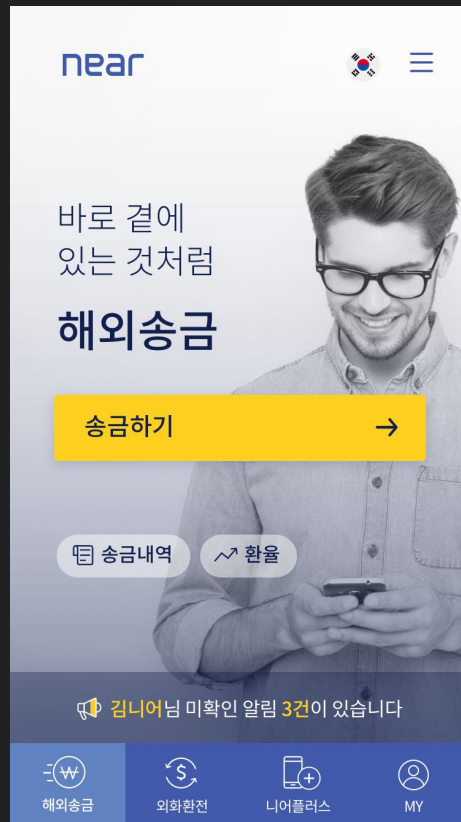 near
바로 곁에
있는 것처럼
해외송금
송금하기
송금내역 환율
김니어님 미확인 알림 3건이 있습니다
해외송금 외화환전 니어플러스 MY